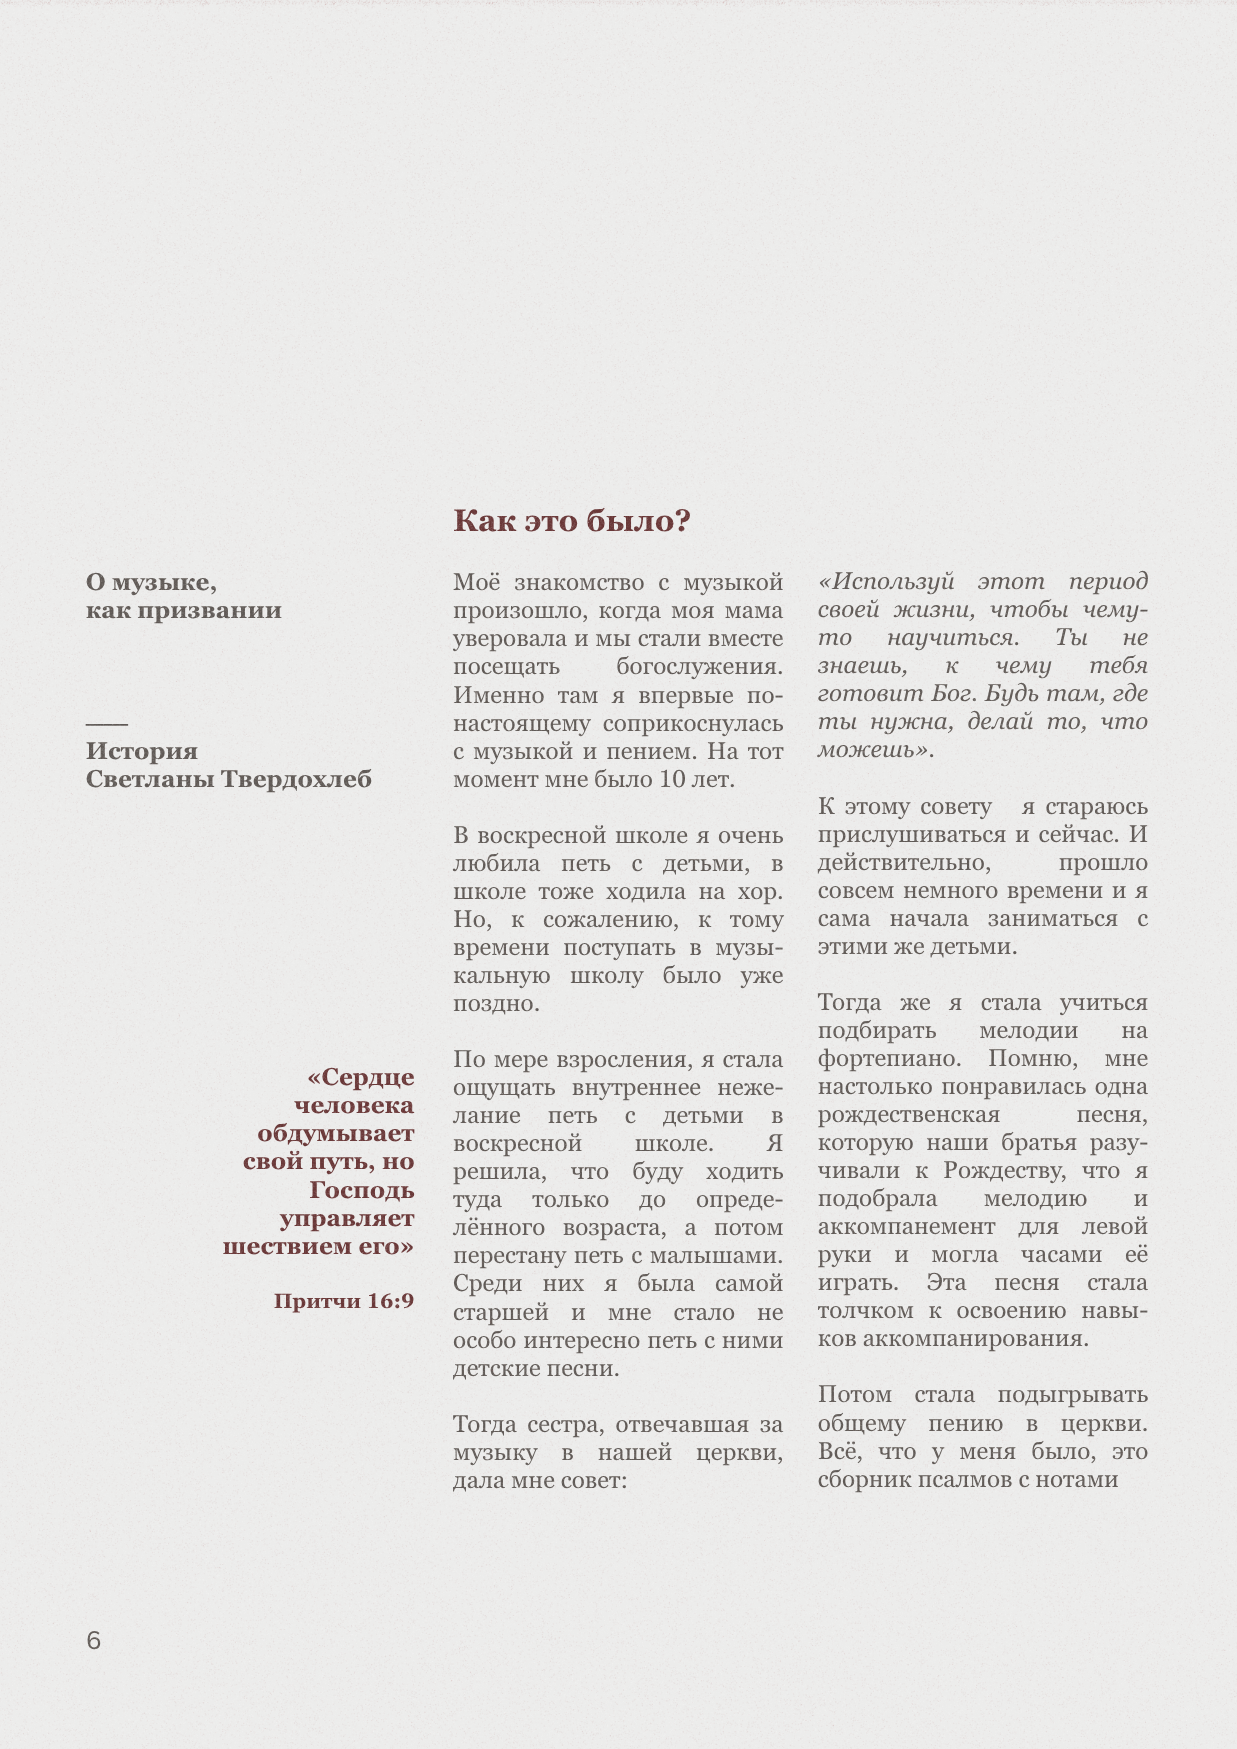 Как это было?
О музыке,
как призвании
История
Светланы Твердохлеб
«Сердце
человека
обдумывает
свой путь, но
Господь
управляет
шествием его»
Притчи 16:9
Моё знакомство с музыкой
произошло, когда моя мама
уверовала и мы стали вместе
посещать богослужения.
Именно там я впервые по-
настоящему соприкоснулась
с музыкой и пением. На тот
момент мне было 10 лет.
В воскресной школе я очень
любила петь с детьми, в
школе тоже ходила на хор.
Но, к сожалению, к тому
времени поступать в музы-
кальную школу было уже
поздно.
По мере взросления, я стала
ощущать внутреннее неже-
лание петь с детьми в
воскресной школе. Я
решила, что буду ходить
туда только до опреде-
лённого возраста, а потом
перестану петь с малышами.
Среди них я была самой
старшей и мне стало не
особо интересно петь с ними
детские песни.
Тогда сестра, отвечавшая за
музыку в нашей церкви,
дала мне совет:
«Используй этот период
своей жизни, чтобы чему-
то научиться. Ты не
знаешь, к чему тебя
готовит Бог. Будь там, где
ты нужна, делай то, что
можешь».
К этому совету я стараюсь
прислушиваться и сейчас. И
действительно, прошло
совсем немного времени и я
сама начала заниматься с
этими же детьми.
Тогда же я стала учиться
подбирать мелодии на
фортепиано. Помню, мне
настолько понравилась одна
рождественская песня,
которую наши братья разу-
чивали к Рождеству, что я
подобрала мелодию и
аккомпанемент для левой
руки и могла часами её
играть. Эта песня стала
толчком к освоению навы-
ков аккомпанирования.
Потом стала подыгрывать
общему пению в церкви.
Всё, что у меня было, это
сборник псалмов с нотами
6